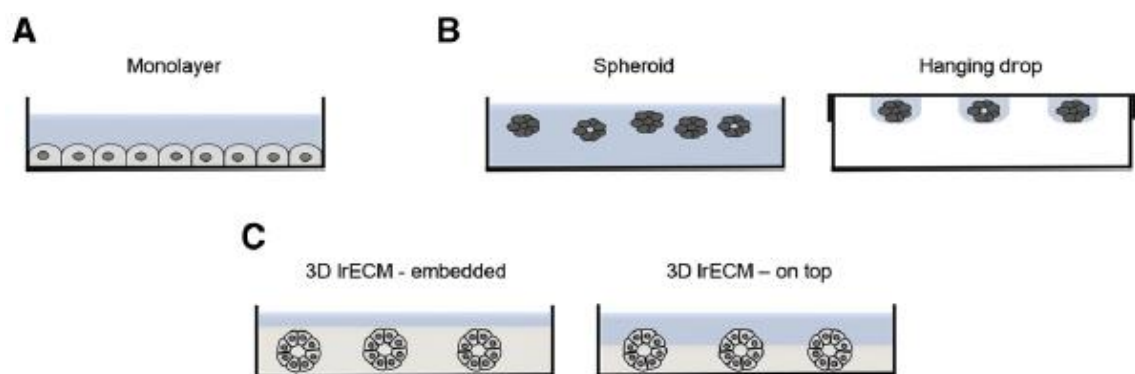 A
Monolayer
B
Spheroid
Hanging drop
C
3D lrECM - embedded
3D lrECM – on top